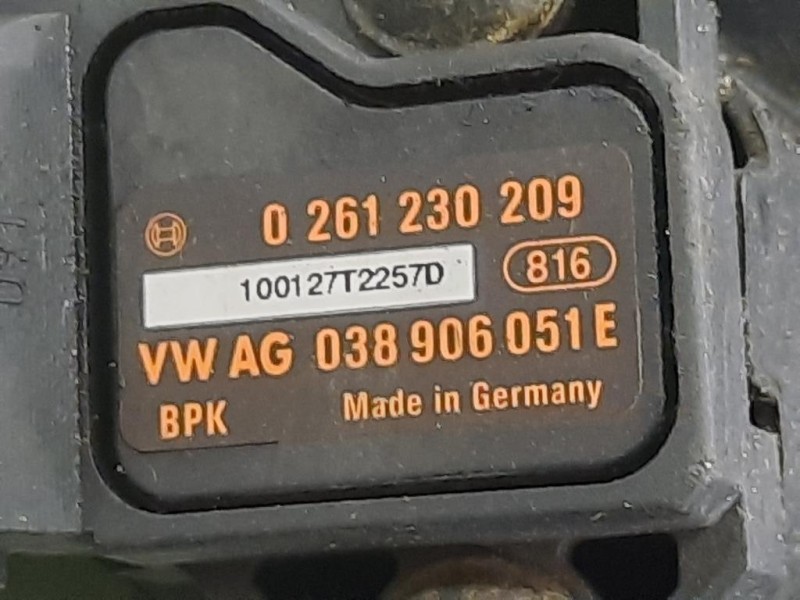 0 261 230 209
100127T2257D
816
VW AG 038 906 051 E
BPK Made in Germany